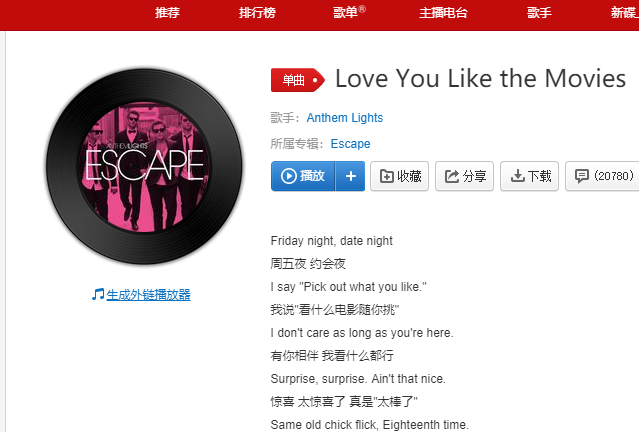 推荐 排行榜 歌单® 主播电台 歌手 新碟
单曲 Love You Like the Movies
歌手：Anthem Lights
所属专辑：Escape
播放 + 收藏 分享 下载 (20780)
ANTHEM LIGHTS
ESCAPE
生成外链播放器
Friday night, date night
周五夜 约会夜
I say "Pick out what you like."
我说"看什么电影随你挑"
I don't care as long as you're here.
有你相伴 我看什么都行
Surprise, surprise. Ain't that nice.
惊喜 太惊喜了 真是"太棒了"
Same old chick flick, Eighteenth time.